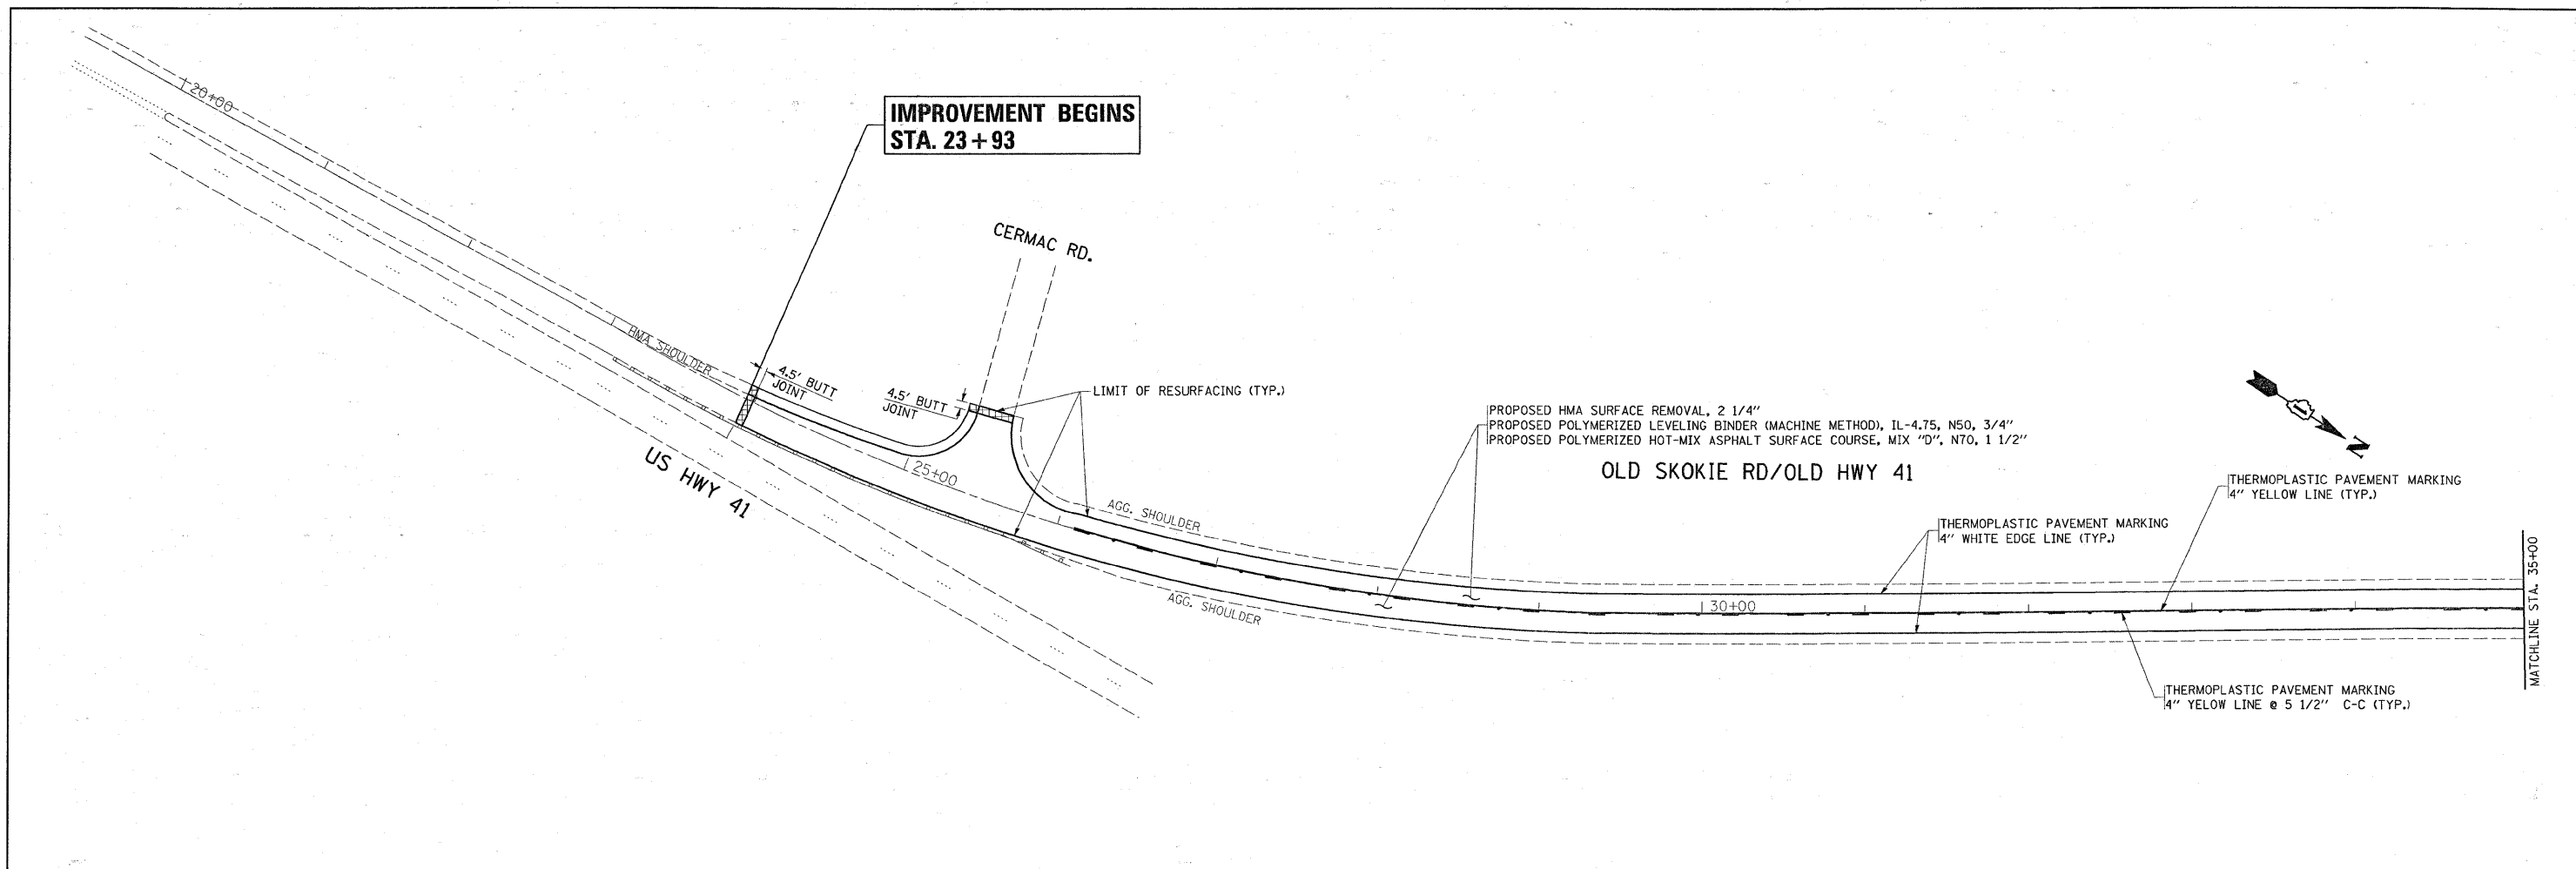 20+00
IMPROVEMENT BEGINS
STA. 23+93
CERMAC RD.
HMA SHOULDER
4.5' BUTT
JOINT
4.5' BUTT
JOINT
LIMIT OF RESURFACING (TYP.)
US HWY 41
25+00
AGG. SHOULDER
AGG. SHOULDER
PROPOSED HMA SURFACE REMOVAL, 2 1/4"
PROPOSED POLYMERIZED LEVELING BINDER (MACHINE METHOD), IL-4.75, N50, 3/4"
PROPOSED POLYMERIZED HOT-MIX ASPHALT SURFACE COURSE, MIX "D", N70, 1 1/2"
OLD SKOKIE RD/OLD HWY 41
30+00
THERMOPLASTIC PAVEMENT MARKING
4" WHITE EDGE LINE (TYP.)
THERMOPLASTIC PAVEMENT MARKING
4" YELLOW LINE (TYP.)
THERMOPLASTIC PAVEMENT MARKING
4" YELOW LINE @ 5 1/2" C-C (TYP.)
N
MATCHLINE STA. 35+00